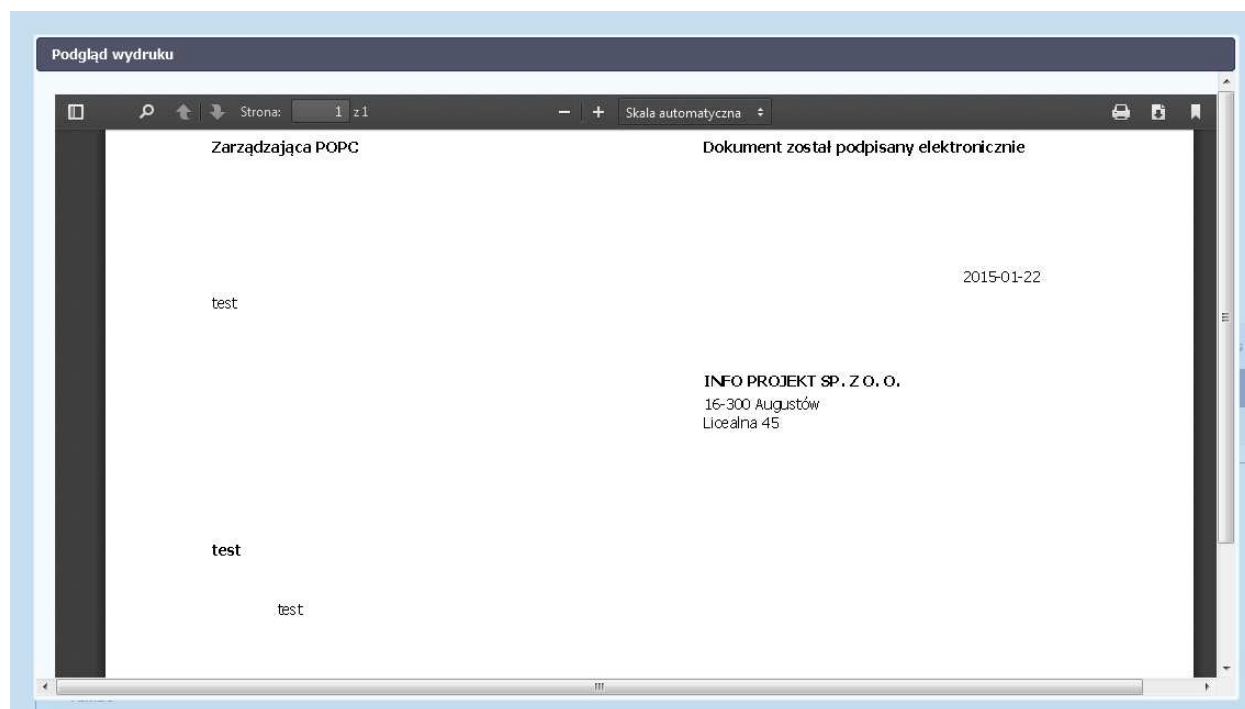 Podgląd wydruku
Strona: 1 z 1 Skala automatyczna
Zarządzająca POPC Dokument został podpisany elektronicznie
2015-01-22
test
INFO PROJEKT SP. Z O. O.
16-300 Augustów
Licealna 45
test
test